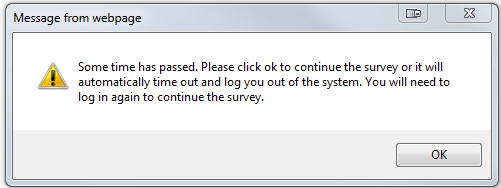 Message from webpage
Some time has passed. Please click ok to continue the survey or it will
automatically time out and log you out of the system. You will need to
log in again to continue the survey.
OK